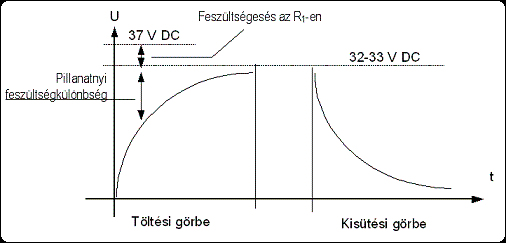 Feszültségesés az R1-en
U
37 V DC
32-33 V DC
Pillanatnyi
feszültségkülönbség
t
Töltési görbe
Kisütési görbe